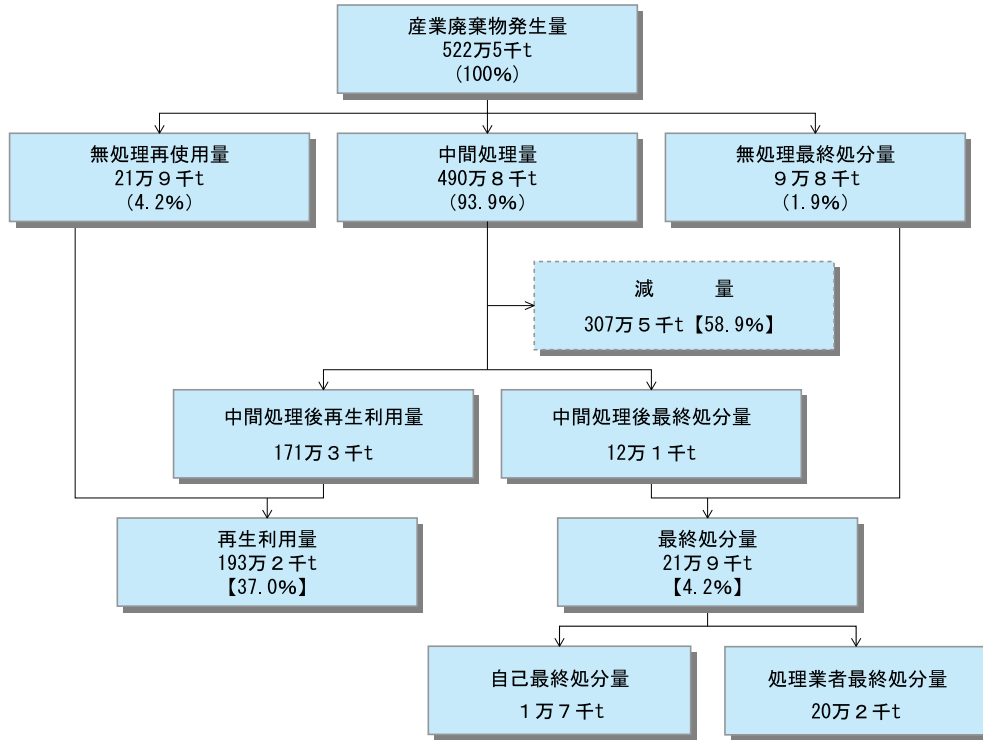 産業廃棄物発生量
522万5千t
(100%)
無処理再使用量
21万９千t
(4.2%)
中間処理量
490万８千t
(93.9%)
無処理最終処分量
９万８千t
(1.9%)
減　　量
307万５千t【58.9%】
中間処理後再生利用量
171万３千t
中間処理後最終処分量
12万１千t
再生利用量
193万２千t
【37.0%】
最終処分量
21万９千t
【4.2%】
自己最終処分量
１万７千t
処理業者最終処分量
20万２千t